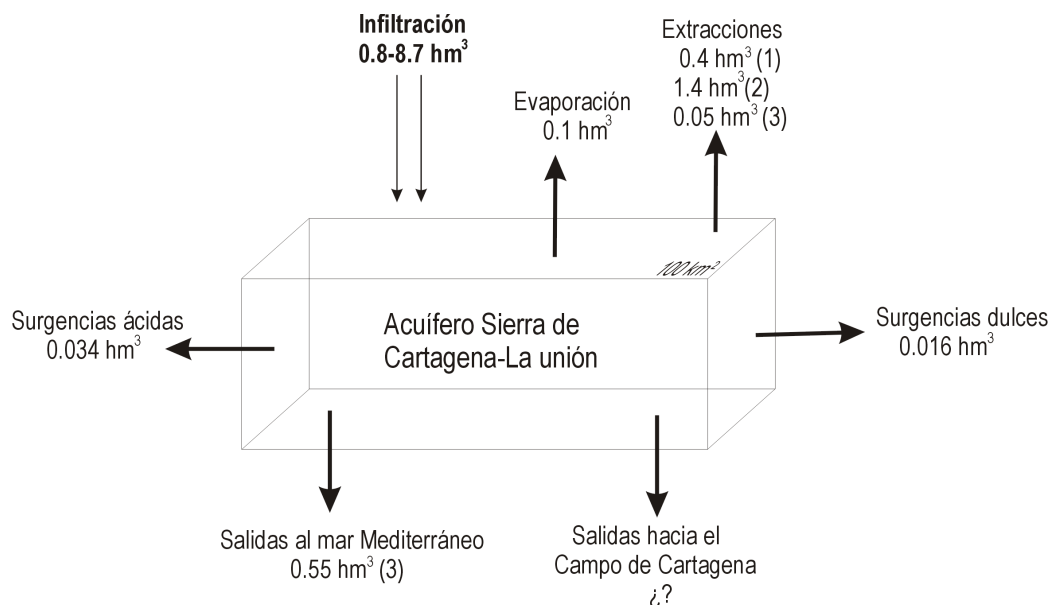 Infiltración
0.8-8.7 hm³
Extracciones
0.4 hm³ (1)
1.4 hm³(2)
0.05 hm³ (3)
Evaporación
0.1 hm³
100 km²
Acuífero Sierra de
Cartagena-La unión
Surgencias ácidas
0.034 hm³
Surgencias dulces
0.016 hm³
Salidas al mar Mediterráneo
0.55 hm³ (3)
Salidas hacia el
Campo de Cartagena
¿?